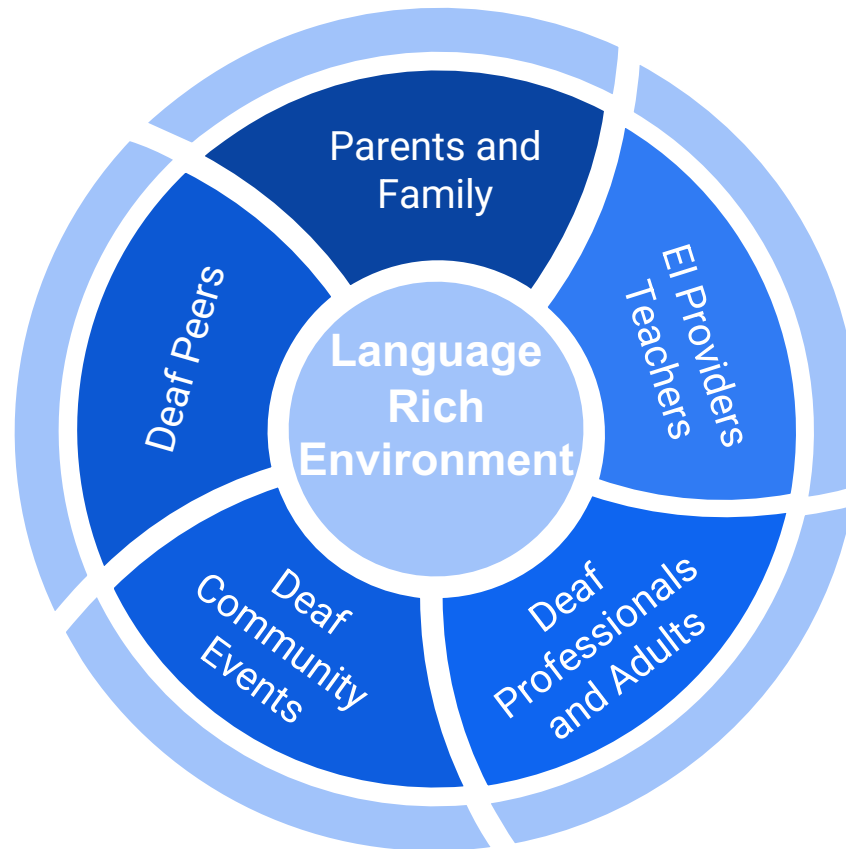 Parents and
Family
EI Providers
Teachers
Deaf
Professionals
and Adults
Deaf
Community
Events
Deaf Peers
Language
Rich
Environment